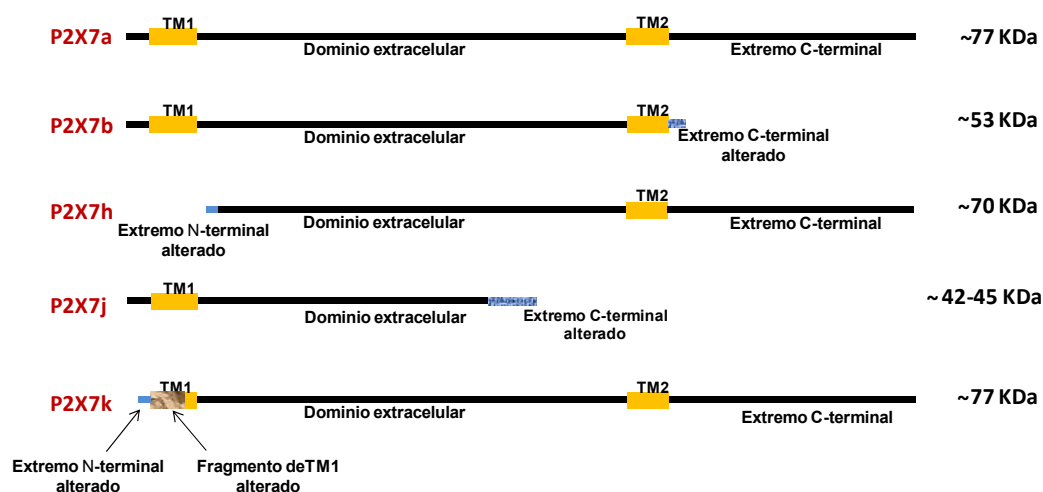 TM1
TM2
P2X7a
Dominio extracelular
Extremo C-terminal
~77 KDa
TM1
TM2
P2X7b
Dominio extracelular
Extremo C-terminal
alterado
~53 KDa
TM2
P2X7h
Extremo N-terminal
alterado
Dominio extracelular
Extremo C-terminal
~70 KDa
TM1
P2X7j
Dominio extracelular
Extremo C-terminal
alterado
~ 42-45 KDa
TM1
TM2
P2X7k
Dominio extracelular
Extremo C-terminal
~77 KDa
Extremo N-terminal
alterado
Fragmento deTM1
alterado